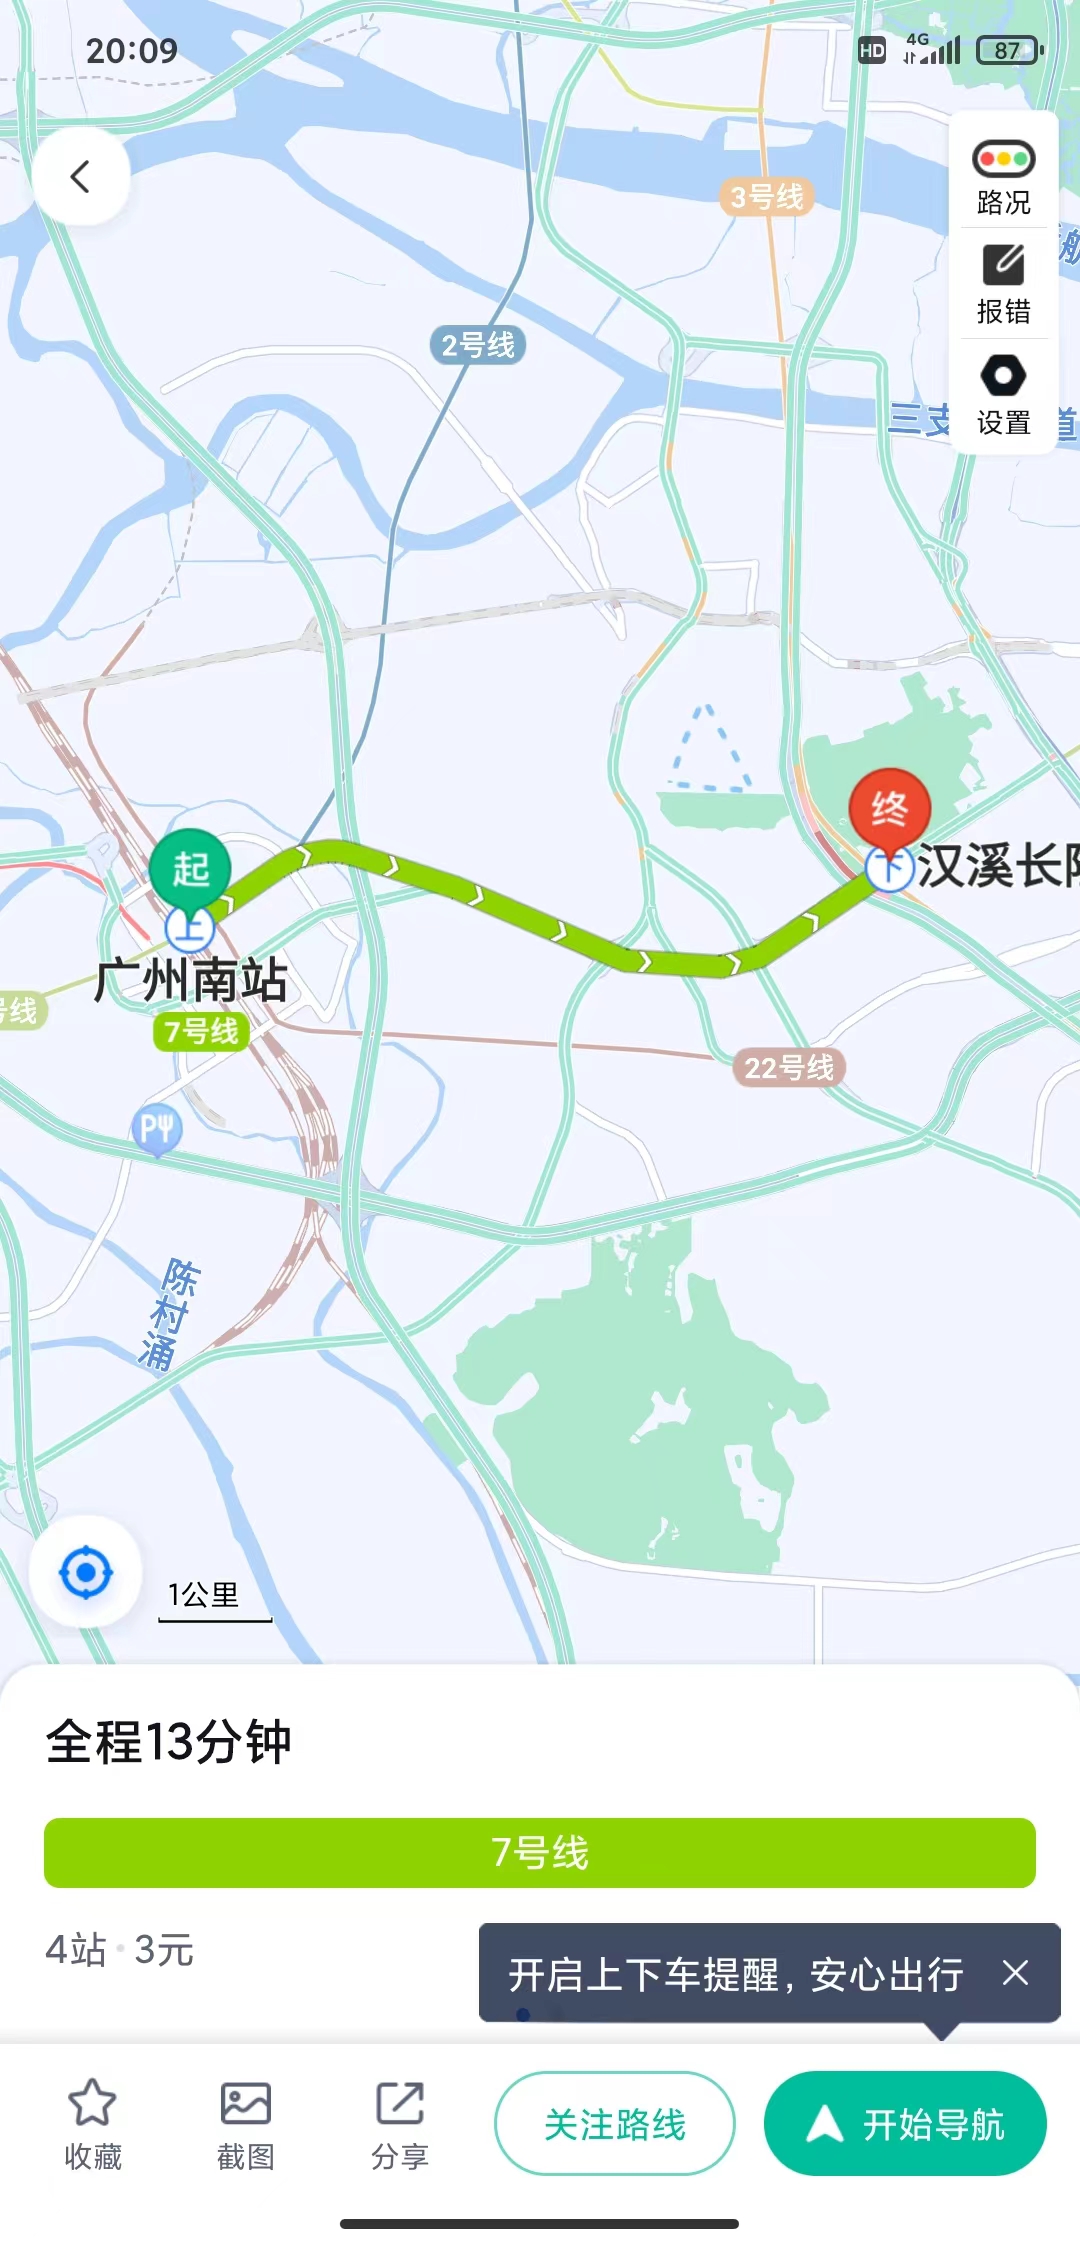 20:09
HD 4G 87
路况
3号线
报错
2号线
设置
三支
道
终
起
下
汉溪长
上
广州南站
号线
7号线
22号线
陈村涌
1公里
全程13分钟
7号线
4站·3元
开启上下车提醒,安心出行
收藏
截图
分享
关注路线
开始导航